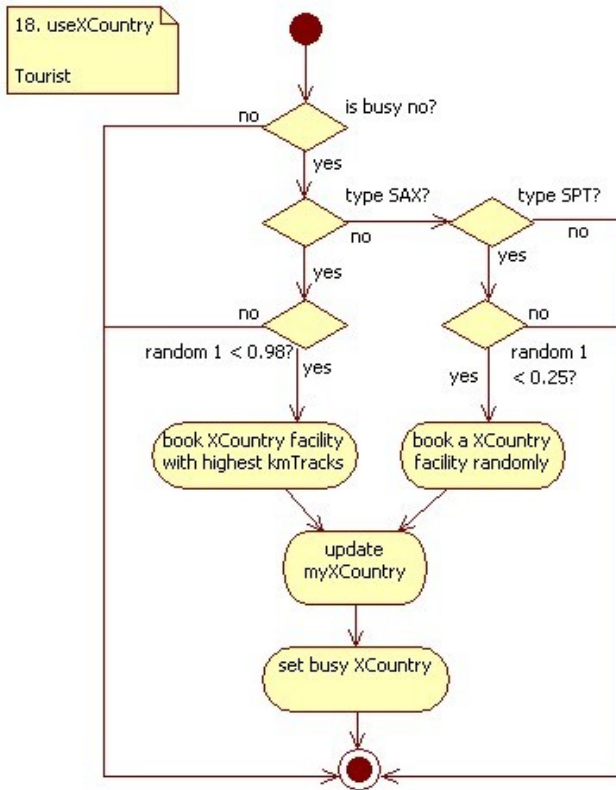 18. useXCountry
Tourist
is busy no?
no
yes
type SAX?
no
type SPT?
no
yes
yes
no
random 1 < 0.98?
yes
no
random 1
< 0.25?
yes
book XCountry facility
with highest kmTracks
book a XCountry
facility randomly
update
myXCountry
set busy XCountry